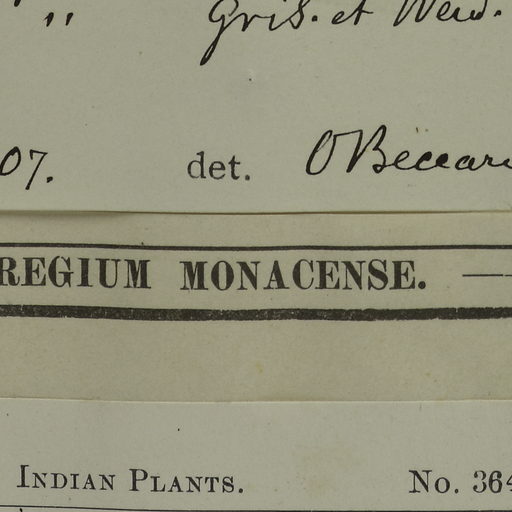 " Gris. et Wend.
07. det. OBeccari
REGIUM MONACENSE. —
INDIAN PLANTS. No. 364